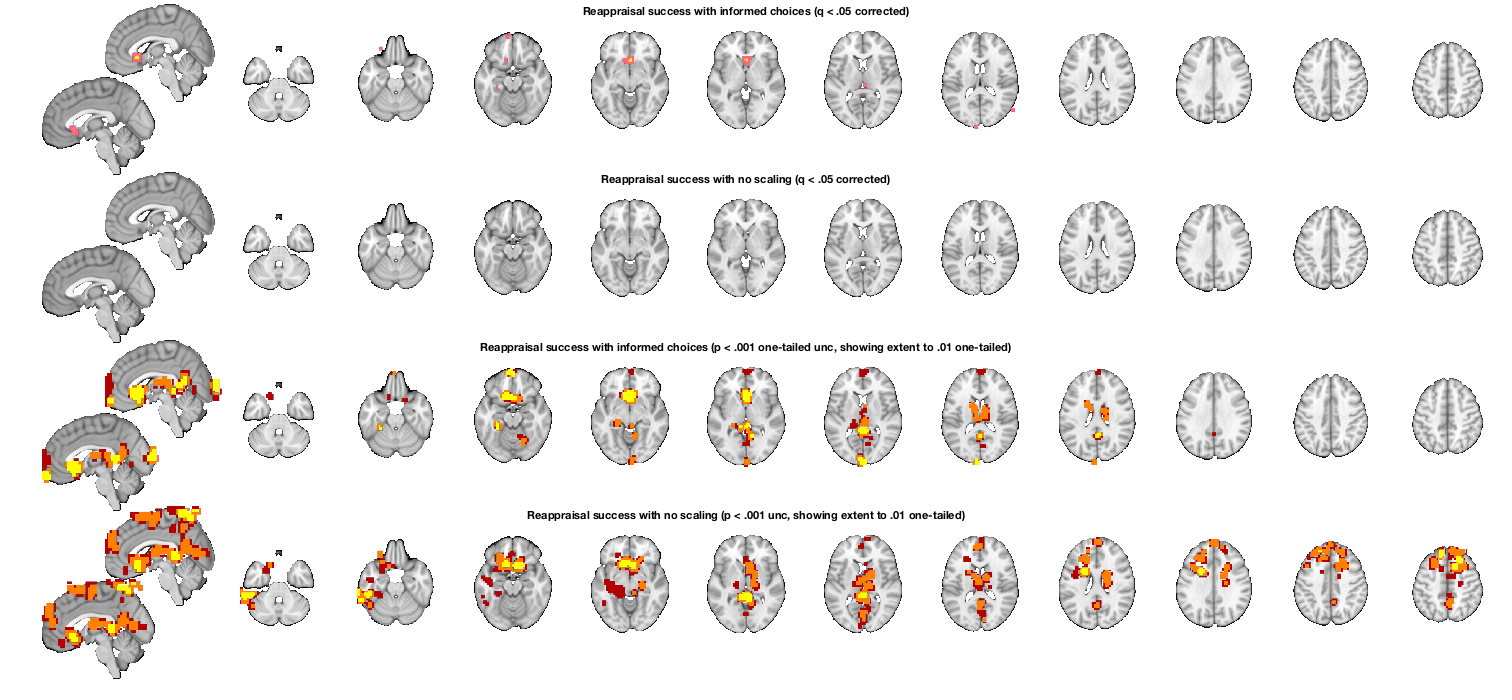 Reappraisal success with informed choices (q < .05 corrected)
Reappraisal success with no scaling (q < .05 corrected)
Reappraisal success with informed choices (p < .001 one-tailed unc, showing extent to .01 one-tailed)
Reappraisal success with no scaling (p < .001 unc, showing extent to .01 one-tailed)